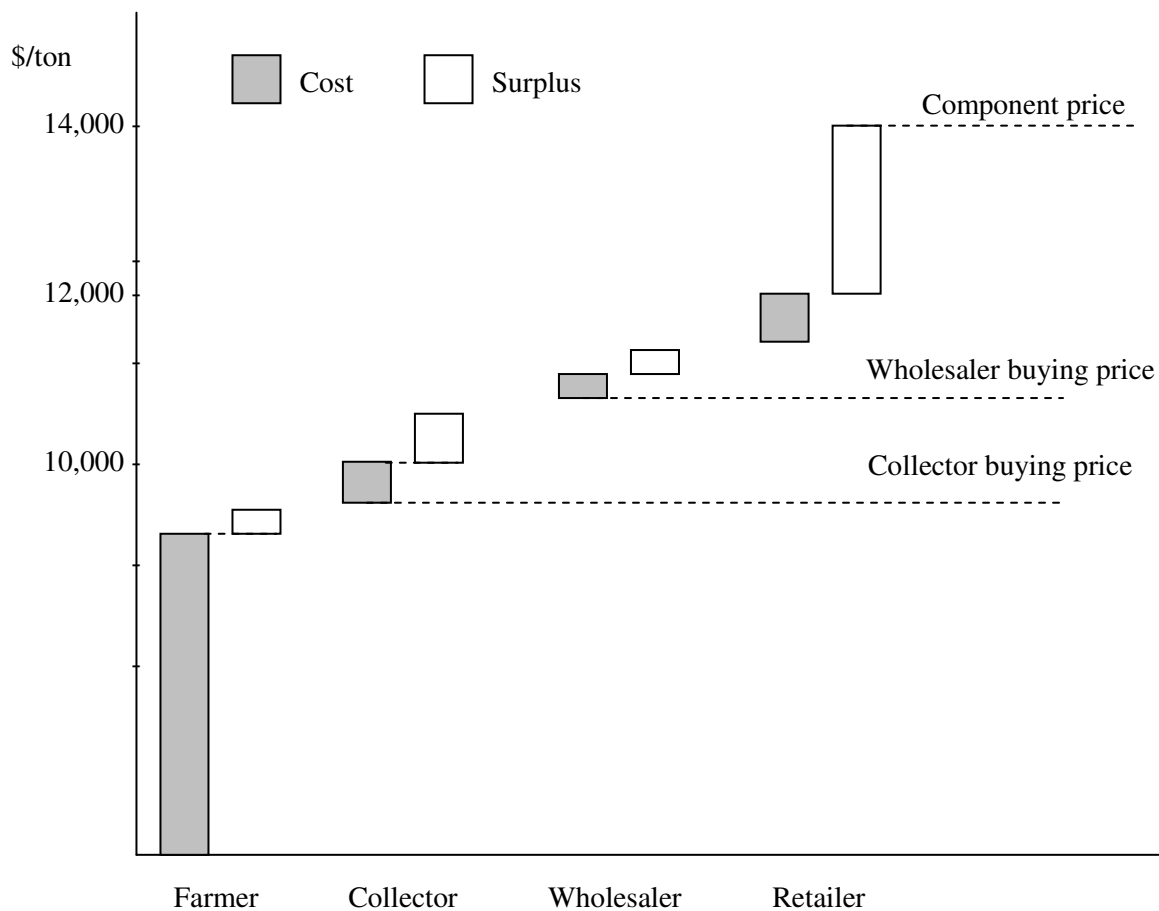 $/ton
Cost
Surplus
Component price
14,000
12,000
Wholesaler buying price
10,000
Collector buying price
Farmer
Collector
Wholesaler
Retailer